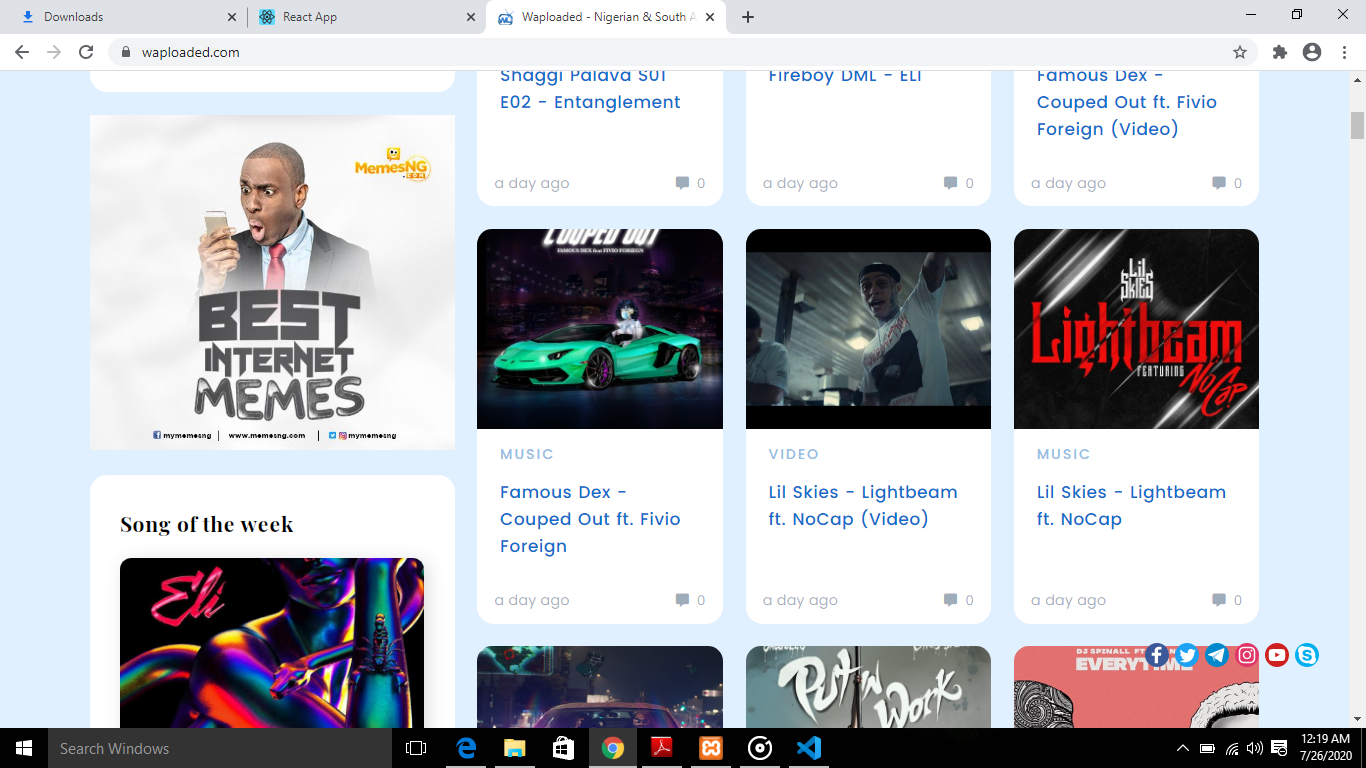 Downloads
React App
Waploaded - Nigerian & South A
waploaded.com
MemesNG
.COM
BEST
INTERNET
MEMES
mymemesng | www.memesng.com | mymemesng
Song of the week
Eli
Shaggi Palava S01
E02 - Entanglement
a day ago 0
Fireboy DML - ELI
a day ago 0
Famous Dex -
Couped Out ft. Fivio
Foreign (Video)
a day ago 0
COUPED OUT
FAMOUS DEX feat FIVIO FOREIGN
MUSIC
Famous Dex -
Couped Out ft. Fivio
Foreign
a day ago 0
VIDEO
Lil Skies - Lightbeam
ft. NoCap (Video)
a day ago 0
LiL
SKiES
Lightbeam
FEATURING
NoCap
MUSIC
Lil Skies - Lightbeam
ft. NoCap
a day ago 0
Put N
Work
DJ SPINALL FT
EVERYTIME
Search Windows
12:19 AM
7/26/2020